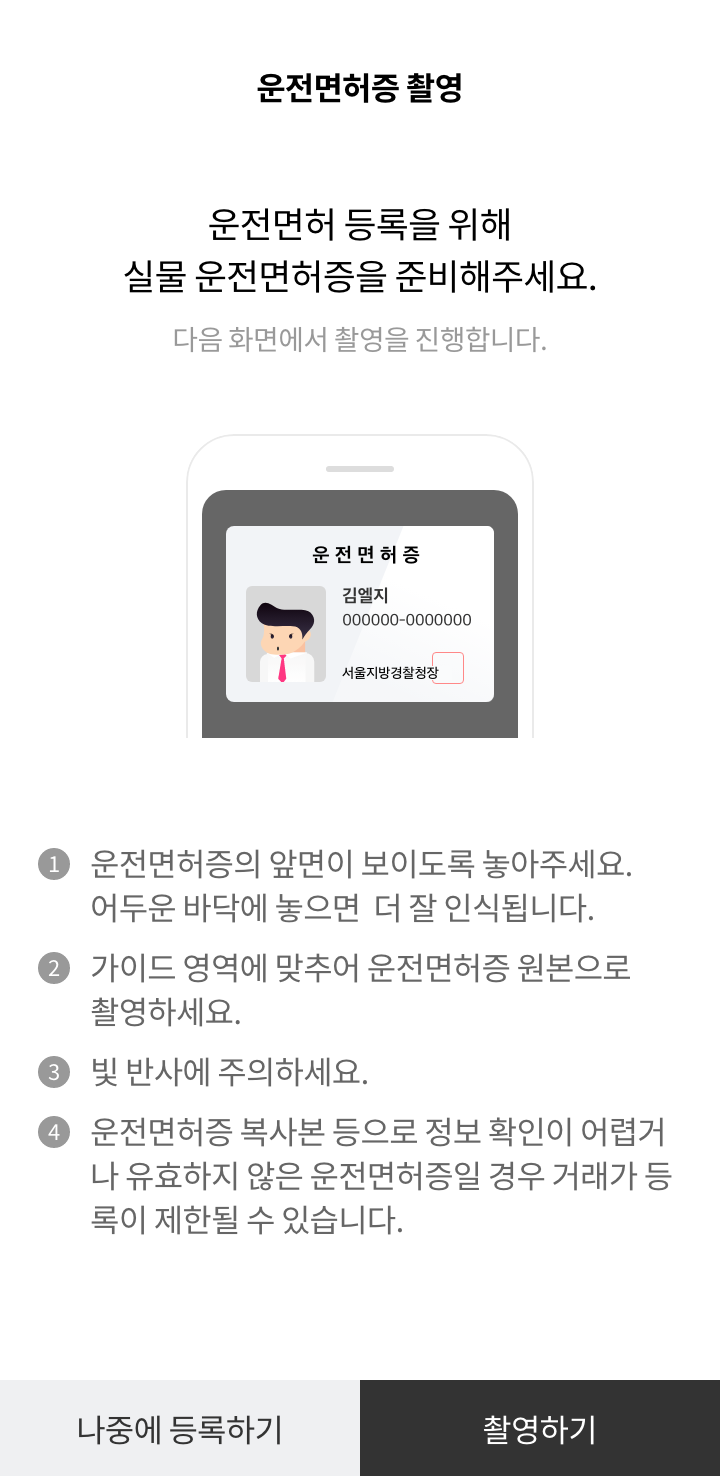 운전면허증 촬영
운전면허 등록을 위해
실물 운전면허증을 준비해주세요.
다음 화면에서 촬영을 진행합니다.
운 전 면 허 증
김엘지
000000-0000000
서울지방경찰청장
1 운전면허증의 앞면이 보이도록 놓아주세요.
어두운 바닥에 놓으면 더 잘 인식됩니다.
2 가이드 영역에 맞추어 운전면허증 원본으로
촬영하세요.
3 빛 반사에 주의하세요.
4 운전면허증 복사본 등으로 정보 확인이 어렵거
나 유효하지 않은 운전면허증일 경우 거래가 등
록이 제한될 수 있습니다.
나중에 등록하기
촬영하기